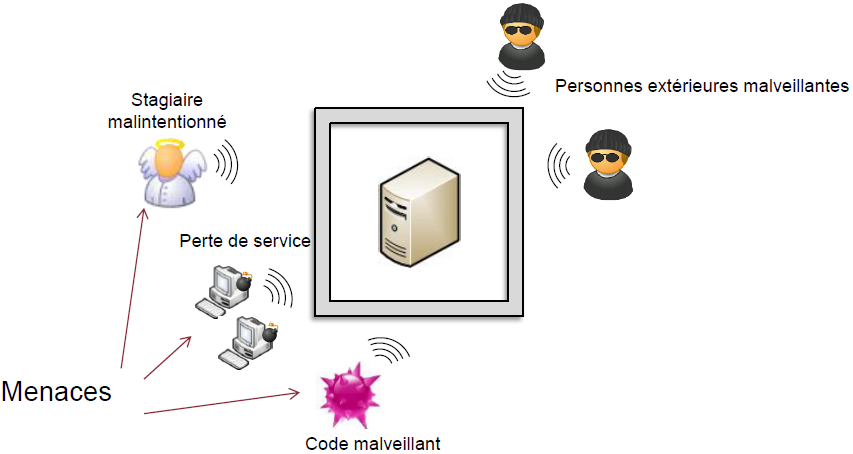 Personnes extérieures malveillantes
Stagiaire
malintentionné
Perte de service
Menaces
Code malveillant